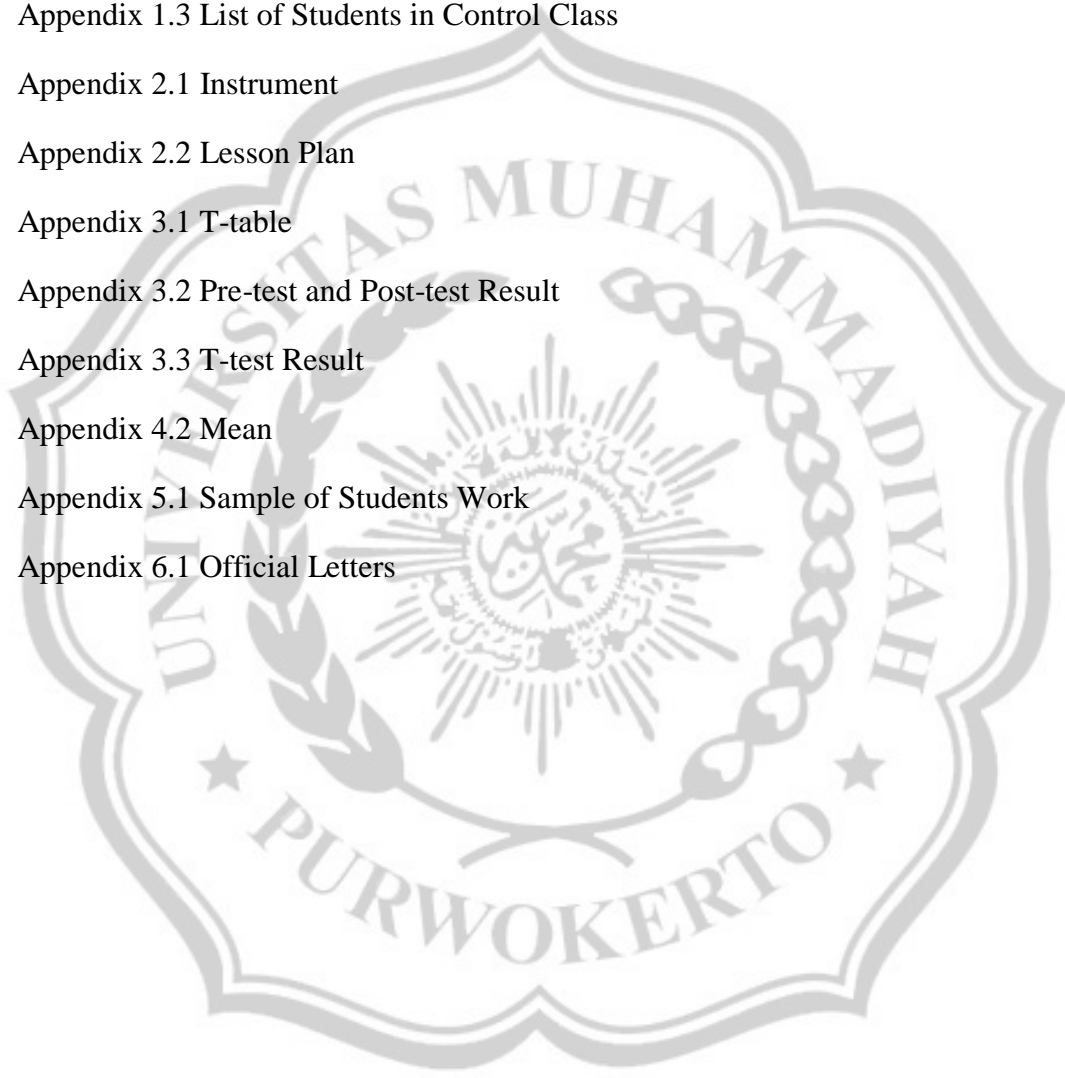 Appendix 1.3 List of Students in Control Class
Appendix 2.1 Instrument
Appendix 2.2 Lesson Plan
Appendix 3.1 T-table
Appendix 3.2 Pre-test and Post-test Result
Appendix 3.3 T-test Result
Appendix 4.2 Mean
Appendix 5.1 Sample of Students Work
Appendix 6.1 Official Letters
UNIVERSITAS MUHAMMADIYAH
PURWOKERTO